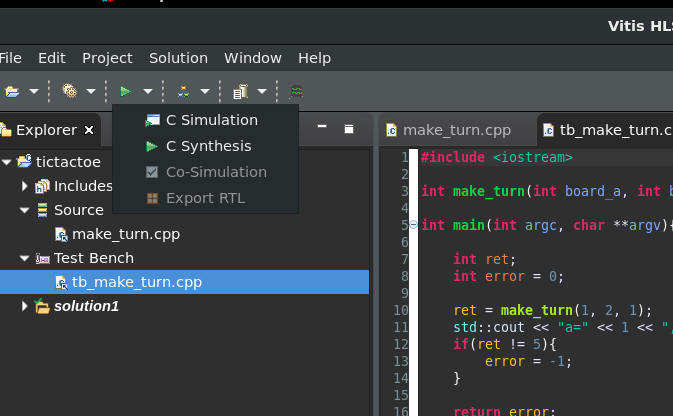 Vitis HLS
File Edit Project Solution Window Help
C Simulation
C Synthesis
Co-Simulation
Export RTL
Explorer
tictactoe
Includes
Source
make_turn.cpp
Test Bench
tb_make_turn.cpp
solution1
make_turn.cpp tb_make_turn.c
1 #include <iostream>
2
3 int make_turn(int board_a, int b
4
5 int main(int argc, char **argv){
6
7 int ret;
8 int error = 0;
9
10 ret = make_turn(1, 2, 1);
11 std::cout << "a=" << 1 << ",
12 if(ret != 5){
13 error = -1;
14 }
15
16 return error;